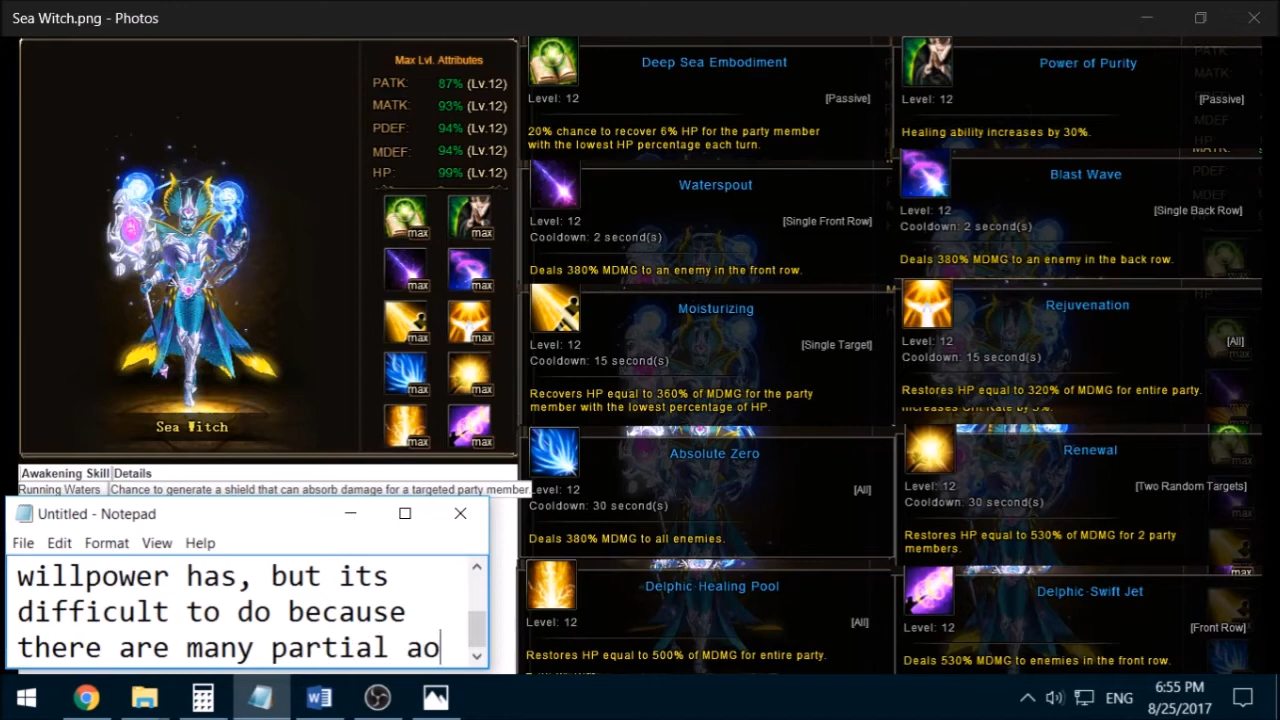 Sea Witch.png - Photos
Max Lvl. Attributes
PATK: 87% (Lv.12)
MATK: 93% (Lv.12)
PDEF: 94% (Lv.12)
MDEF: 94% (Lv.12)
HP: 99% (Lv.12)
max max
max max
max max
max max
max max
Sea Witch
Deep Sea Embodiment
Level: 12 [Passive]
20% chance to recover 6% HP for the party member
with the lowest HP percentage each turn.
Power of Purity
Level: 12 [Passive]
Healing ability increases by 30%.
Waterspout
Level: 12 [Single Front Row]
Cooldown: 2 second(s)
Deals 380% MDMG to an enemy in the front row.
Blast Wave
Level: 12 [Single Back Row]
Cooldown: 2 second(s)
Deals 380% MDMG to an enemy in the back row.
Moisturizing
Level: 12 [Single Target]
Cooldown: 15 second(s)
Recovers HP equal to 360% of MDMG for the party
member with the lowest percentage of HP.
Rejuvenation
Level: 12 [All]
Cooldown: 15 second(s)
Restores HP equal to 320% of MDMG for entire party.
Increases Crit Rate by 5%.
Absolute Zero
Level: 12 [All]
Cooldown: 30 second(s)
Deals 380% MDMG to all enemies.
Renewal
Level: 12 [Two Random Targets]
Cooldown: 30 second(s)
Restores HP equal to 530% of MDMG for 2 party
members.
Delphic·Healing Pool
Level: 12 [All]
Restores HP equal to 500% of MDMG for entire party.
Delphic·Swift Jet
Level: 12 [Front Row]
Deals 530% MDMG to enemies in the front row.
Awakening Skill Details
Running Waters Chance to generate a shield that can absorb damage for a targeted party member.
Untitled - Notepad
File Edit Format View Help
willpower has, but its
difficult to do because
there are many partial ao
ENG
6:55 PM
8/25/2017